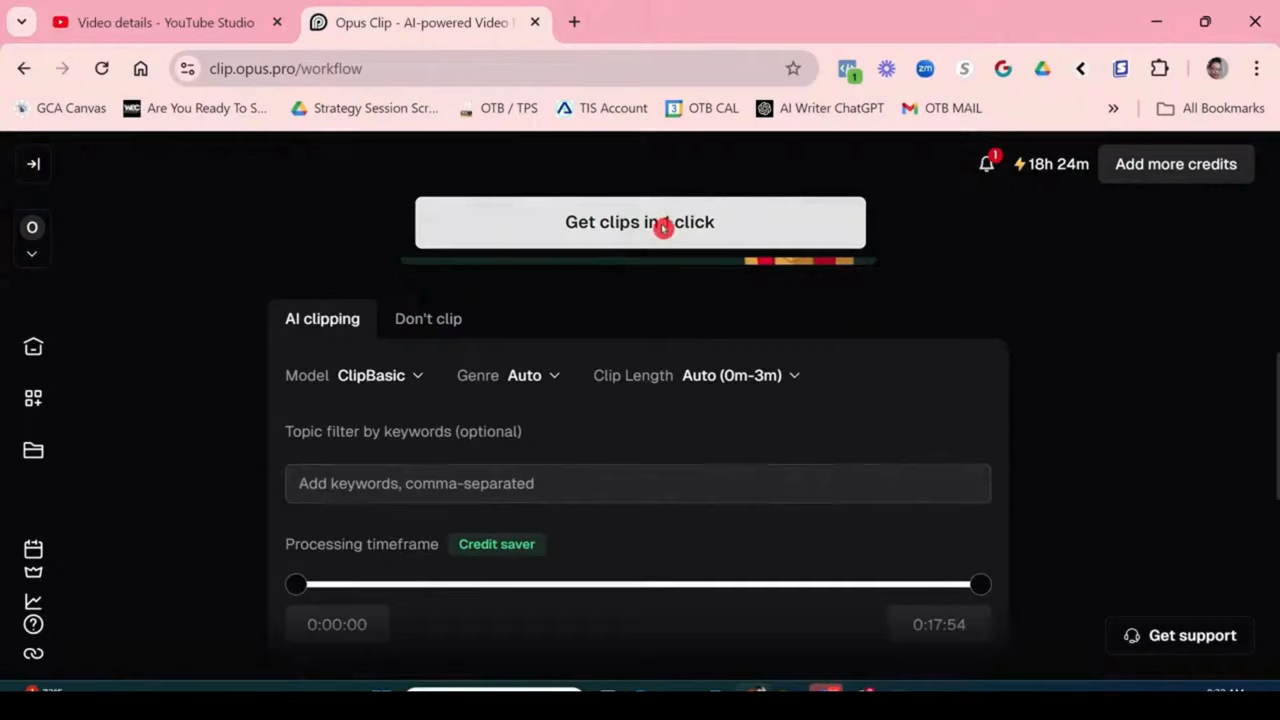 Video details - YouTube Studio
Opus Clip - AI-powered Video
clip.opus.pro/workflow
1
zm
GCA Canvas
Are You Ready To S...
Strategy Session Scr...
OTB / TPS
TIS Account
OTB CAL
AI Writer ChatGPT
OTB MAIL
All Bookmarks
1
18h 24m
Add more credits
O
Get clips in 1 click
AI clipping
Don't clip
Model ClipBasic
Genre Auto
Clip Length Auto (0m-3m)
Topic filter by keywords (optional)
Add keywords, comma-separated
Processing timeframe
Credit saver
0:00:00
0:17:54
Get support